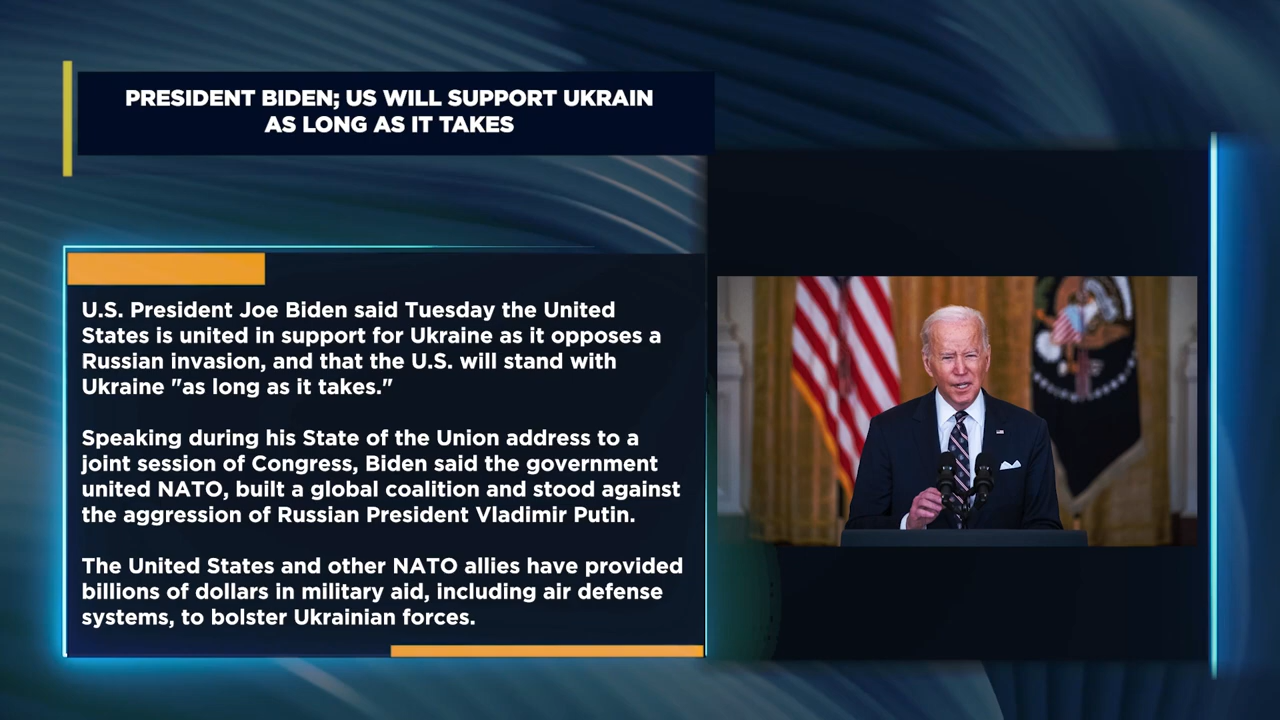 PRESIDENT BIDEN; US WILL SUPPORT UKRAIN
AS LONG AS IT TAKES
U.S. President Joe Biden said Tuesday the United
States is united in support for Ukraine as it opposes a
Russian invasion, and that the U.S. will stand with
Ukraine "as long as it takes."
Speaking during his State of the Union address to a
joint session of Congress, Biden said the government
united NATO, built a global coalition and stood against
the aggression of Russian President Vladimir Putin.
The United States and other NATO allies have provided
billions of dollars in military aid, including air defense
systems, to bolster Ukrainian forces.